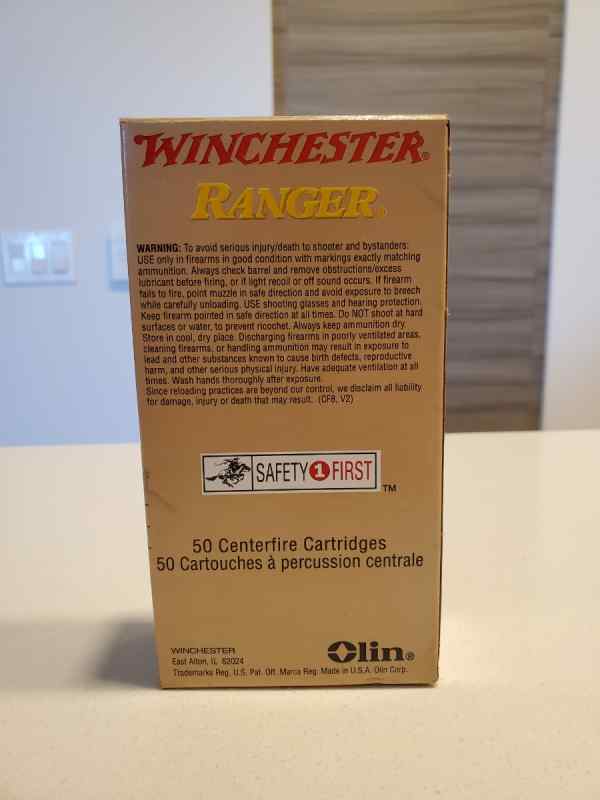 WINCHESTER®
RANGER®
WARNING: To avoid serious injury/death to shooter and bystanders:
USE only in firearms in good condition with markings exactly matching
ammunition. Always check barrel and remove obstructions/excess
lubricant before firing, or if light recoil or off sound occurs. If firearm
fails to fire, point muzzle in safe direction and avoid exposure to breech
while carefully unloading. USE shooting glasses and hearing protection.
Keep firearm pointed in safe direction at all times. Do NOT shoot at hard
surfaces or water, to prevent ricochet. Always keep ammunition dry.
Store in cool, dry place. Discharging firearms in poorly ventilated areas,
cleaning firearms, or handling ammunition may result in exposure to
lead and other substances known to cause birth defects, reproductive
harm, and other serious physical injury. Have adequate ventilation at all
times. Wash hands thoroughly after exposure.
Since reloading practices are beyond our control, we disclaim all liability
for damage, injury or death that may result. (CF8, V2)
SAFETY 1 FIRST TM
50 Centerfire Cartridges
50 Cartouches à percussion centrale
WINCHESTER
East Alton, IL 62024
Olin®
Trademarks Reg. U.S. Pat. Off. Marca Reg. Made in U.S.A. Olin Corp.